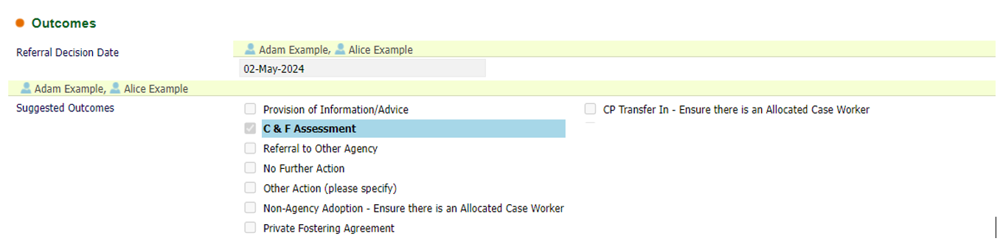 Outcomes
Referral Decision Date
Adam Example, Alice Example
02-May-2024
Adam Example, Alice Example
Suggested Outcomes
Provision of Information/Advice
CP Transfer In - Ensure there is an Allocated Case Worker
C & F Assessment
Referral to Other Agency
No Further Action
Other Action (please specify)
Non-Agency Adoption - Ensure there is an Allocated Case Worker
Private Fostering Agreement